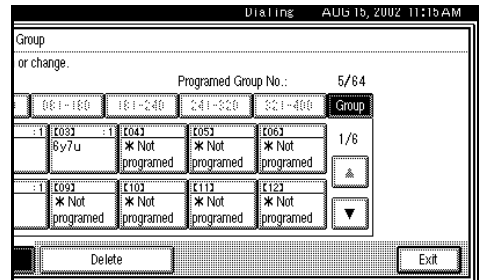 Dialing AUG 15, 2002 11:15AM
Group
or change.
Programed Group No.: 5/64
081-160 161-240 241-320 321-400 Group
:1 [03] :1 [04] [05] [06] 1/6
6y7u * Not * Not * Not
programed programed programed
:1 [09] [10] [11] [12]
* Not * Not * Not * Not
programed programed programed programed
Delete Exit